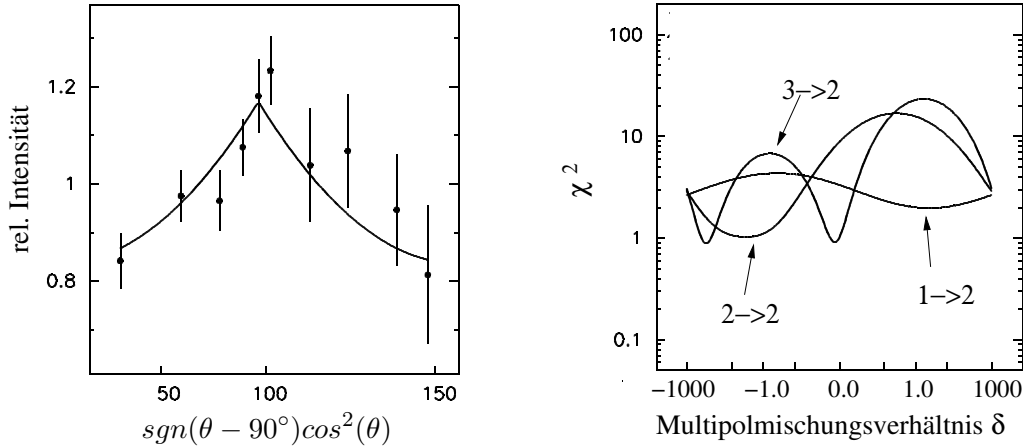 rel. Intensität
1.2
1
0.8
50 100 150
sgn(θ − 90°)cos²(θ)
χ²
100
10
1
0.1
3−>2
2−>2
1−>2
−1000 −1.0 0.0 1.0 1000
Multipolmischungsverhältnis δ